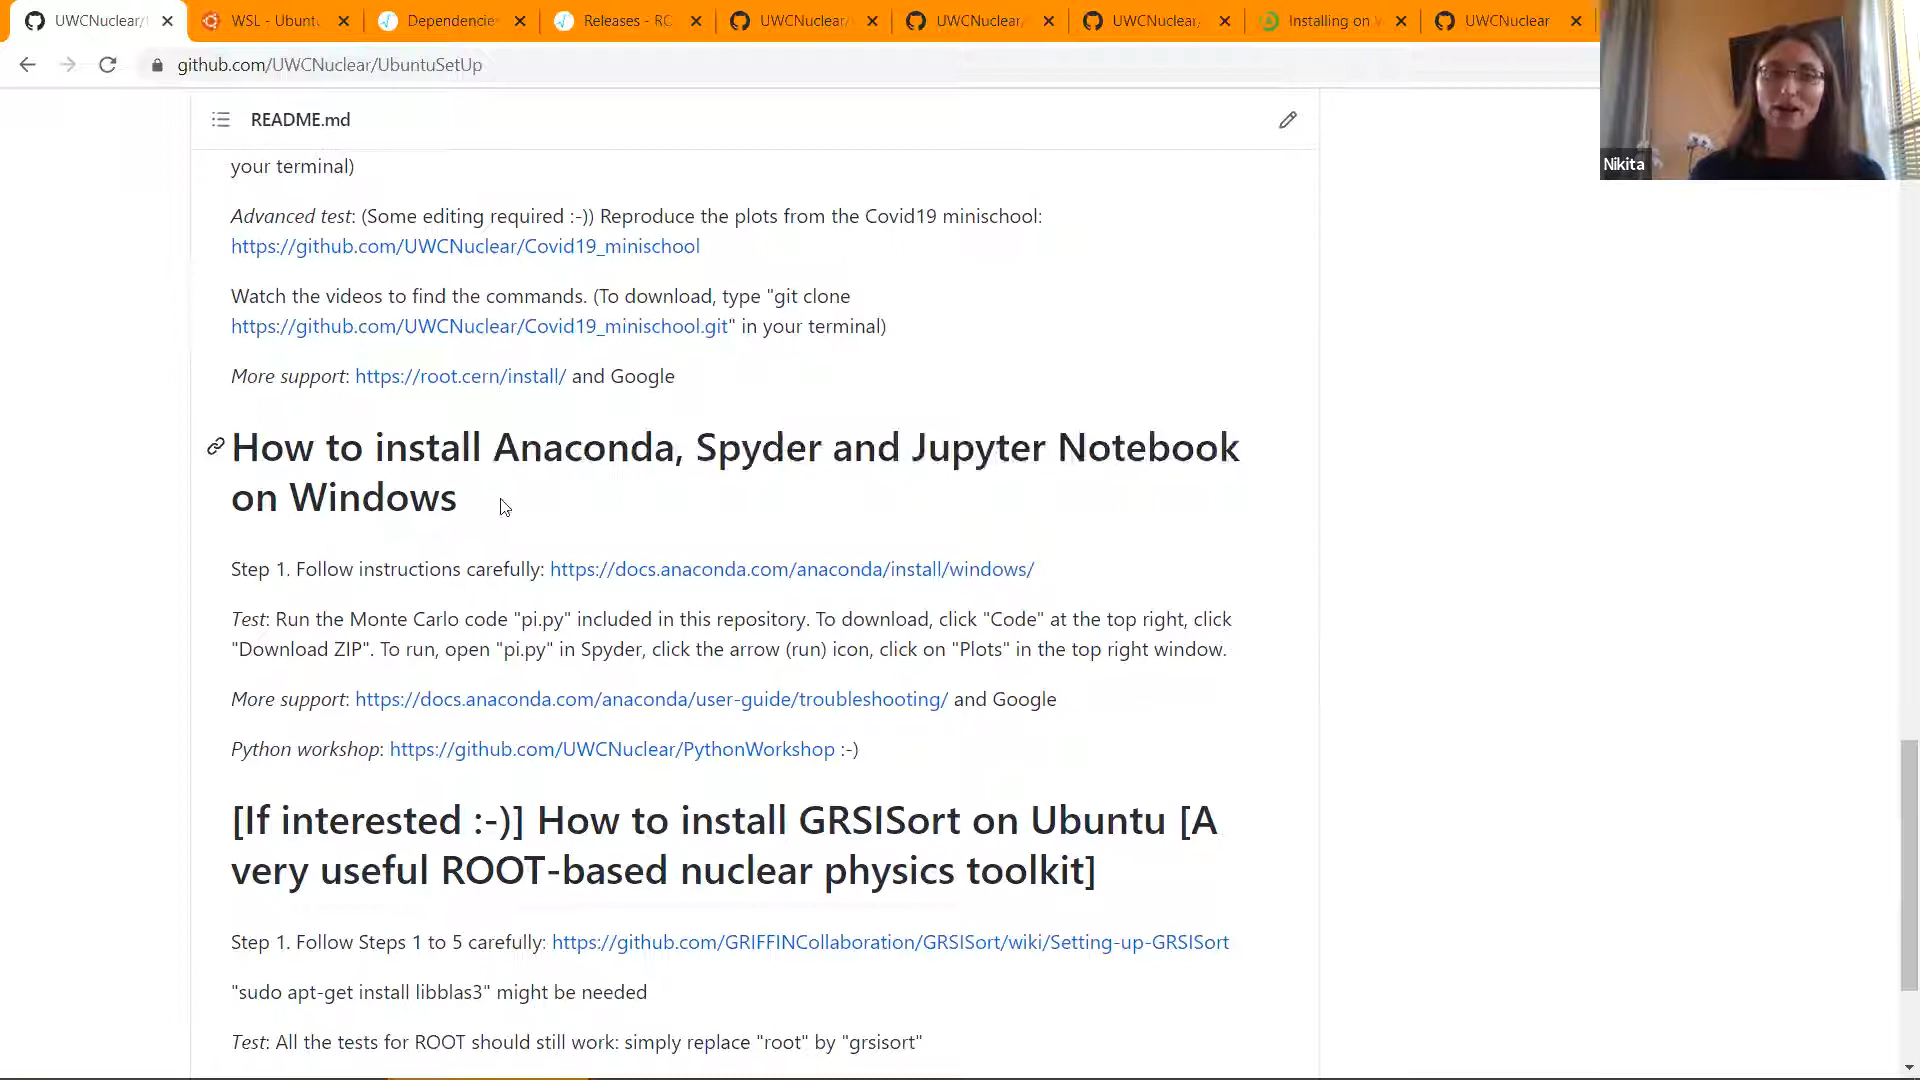 UWCNuclear/
WSL - Ubunt
Dependencie
Releases - RO
UWCNuclear/
UWCNuclear/
UWCNuclear/
Installing on
UWCNuclear
github.com/UWCNuclear/UbuntuSetUp
Nikita
README.md
your terminal)
Advanced test: (Some editing required :-)) Reproduce the plots from the Covid19 minischool:
https://github.com/UWCNuclear/Covid19_minischool
Watch the videos to find the commands. (To download, type "git clone
https://github.com/UWCNuclear/Covid19_minischool.git" in your terminal)
More support: https://root.cern/install/ and Google
How to install Anaconda, Spyder and Jupyter Notebook
on Windows
Step 1. Follow instructions carefully: https://docs.anaconda.com/anaconda/install/windows/
Test: Run the Monte Carlo code "pi.py" included in this repository. To download, click "Code" at the top right, click
"Download ZIP". To run, open "pi.py" in Spyder, click the arrow (run) icon, click on "Plots" in the top right window.
More support: https://docs.anaconda.com/anaconda/user-guide/troubleshooting/ and Google
Python workshop: https://github.com/UWCNuclear/PythonWorkshop :-)
[If interested :-)] How to install GRSISort on Ubuntu [A
very useful ROOT-based nuclear physics toolkit]
Step 1. Follow Steps 1 to 5 carefully: https://github.com/GRIFFINCollaboration/GRSISort/wiki/Setting-up-GRSISort
"sudo apt-get install libblas3" might be needed
Test: All the tests for ROOT should still work: simply replace "root" by "grsisort"